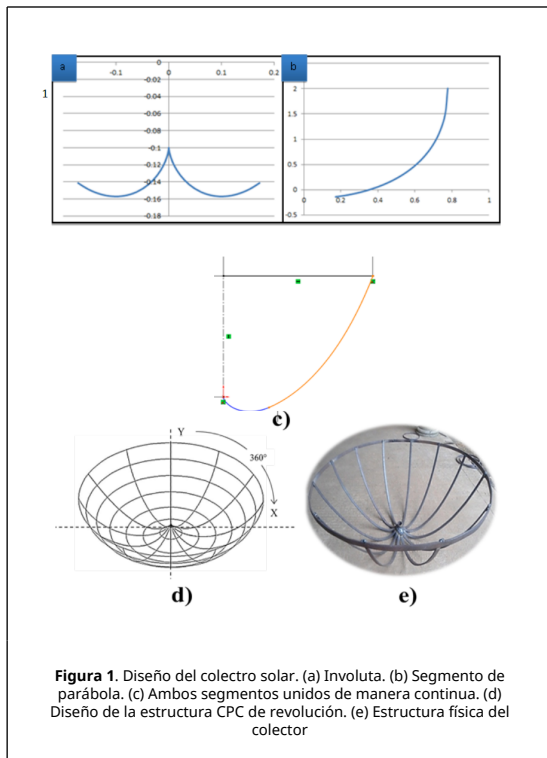 a
0
-0.1
0
0.1
0.2
-0.02
-0.04
-0.06
-0.08
-0.1
-0.12
-0.14
-0.16
-0.18
1
b
2
1.5
1
0.5
0
0
0.2
0.4
0.6
0.8
1
-0.5
c)
Y
360°
X
d)
e)
Figura 1. Diseño del colectro solar. (a) Involuta. (b) Segmento de
parábola. (c) Ambos segmentos unidos de manera continua. (d)
Diseño de la estructura CPC de revolución. (e) Estructura física del
colector